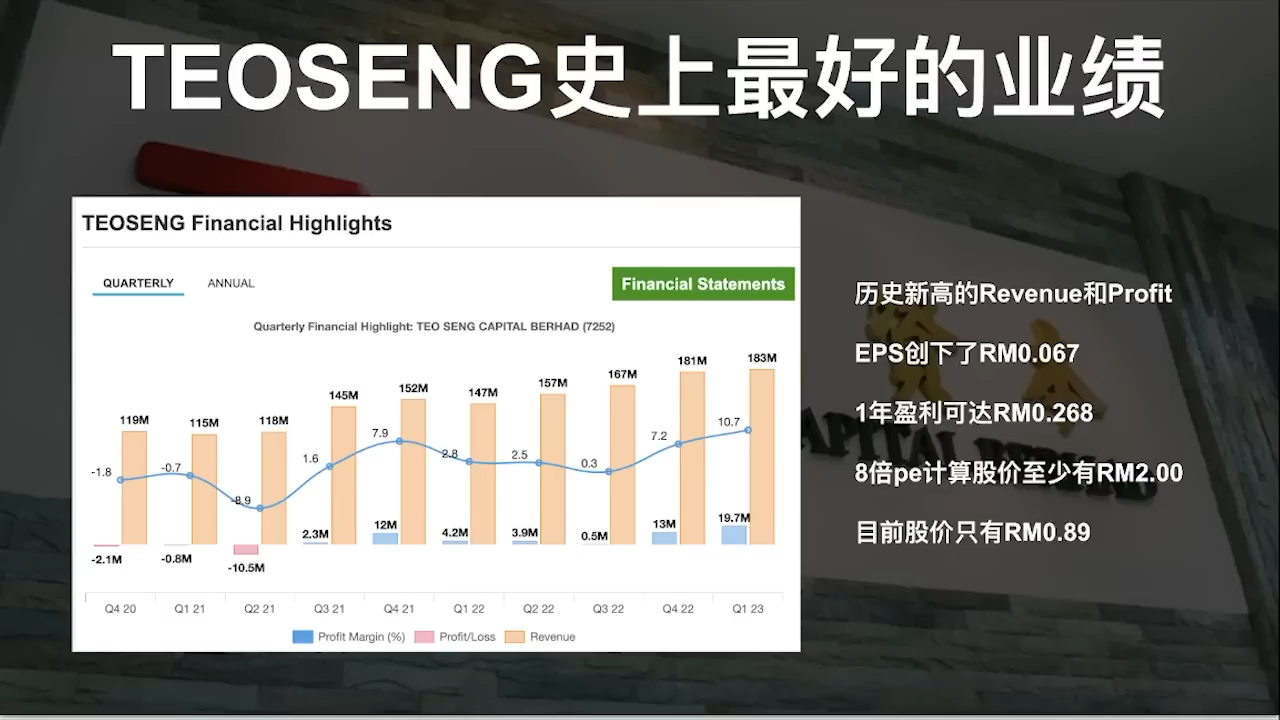 TEOSENG史上最好的业绩
TEOSENG Financial Highlights
QUARTERLY ANNUAL
Financial Statements
Quarterly Financial Highlight: TEO SENG CAPITAL BERHAD (7252)
119M 115M 118M 145M 152M 147M 157M 167M 181M 183M
-1.8 -0.7 -8.9 1.6 7.9 2.8 2.5 0.3 7.2 10.7
-2.1M -0.8M -10.5M 2.3M 12M 4.2M 3.9M 0.5M 13M 19.7M
Q4 20 Q1 21 Q2 21 Q3 21 Q4 21 Q1 22 Q2 22 Q3 22 Q4 22 Q1 23
Profit Margin (%) Profit/Loss Revenue
历史新高的Revenue和Profit
EPS创下了RM0.067
1年盈利可达RM0.268
8倍pe计算股价至少有RM2.00
目前股价只有RM0.89
CAPITAL BERHAD